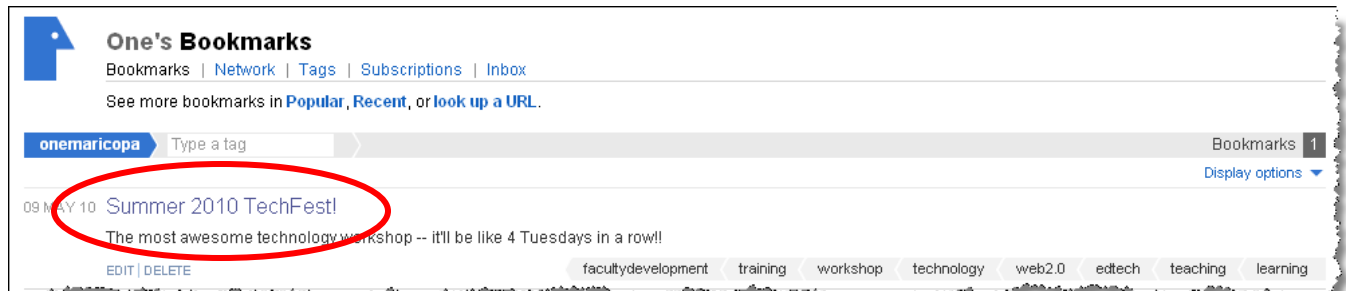 One's Bookmarks
Bookmarks | Network | Tags | Subscriptions | Inbox
See more bookmarks in Popular, Recent, or look up a URL.
onemaricopa Type a tag Bookmarks 1
Display options
09 MAY 10 Summer 2010 TechFest!
The most awesome technology workshop -- it'll be like 4 Tuesdays in a row!!
EDIT | DELETE facultydevelopment training workshop technology web2.0 edtech teaching learning